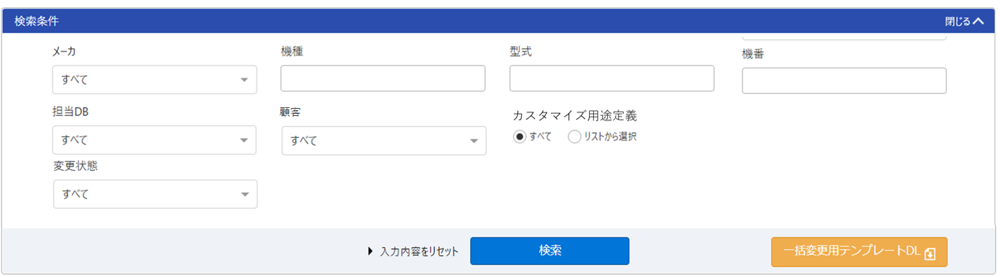 検索条件
閉じる
メーカ
機種
型式
機番
すべて
担当DB
顧客
カスタマイズ用途定義
すべて
すべて
すべて
リストから選択
変更状態
すべて
入力内容をリセット
検索
一括変更用テンプレートDL